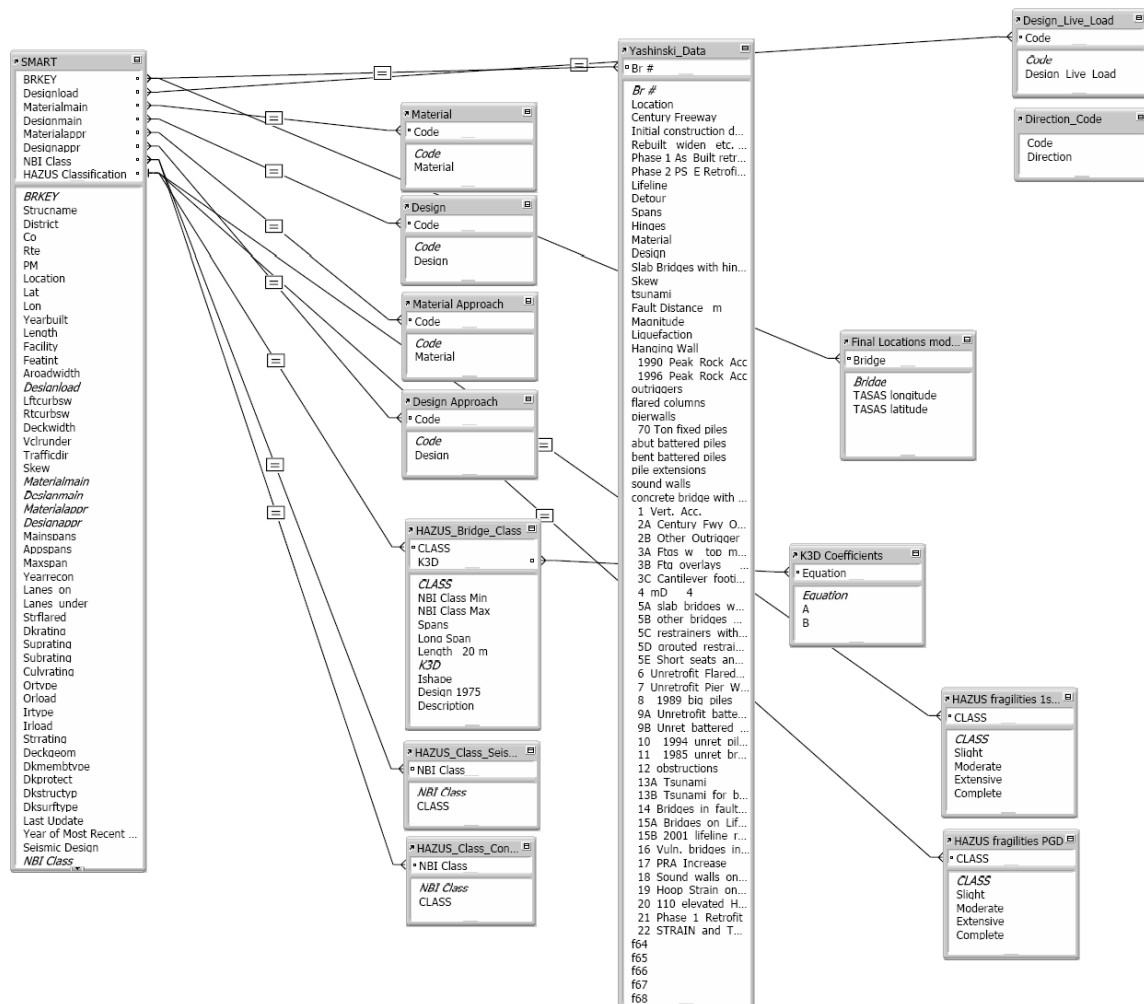 SMART
BRKEY
Designload
Materialmain
Designmain
Materialappr
Designappr
NBI Class
HAZUS Classification
BRKEY
Strucname
District
Co
Rte
PM
Location
Lat
Lon
Yearbuilt
Length
Facility
Featint
Aroadwidth
Designload
Lftcurbsw
Rtcurbsw
Deckwidth
Vclrunder
Trafficdir
Skew
Materialmain
Designmain
Materialappr
Designappr
Mainspans
Appspans
Maxspan
Yearrecon
Lanes on
Lanes under
Strflared
Dkrating
Suprating
Subrating
Culvrating
Ortype
Orload
Irtype
Irload
Strrating
Deckgeom
Dkmembtype
Dkprotect
Dkstructyp
Dksurftype
Last Update
Year of Most Recent ...
Seismic Design
NBI Class
=
=
=
=
=
=
=
=
=
=
=
Material
Code
Code
Material
Design
Code
Code
Design
Material Approach
Code
Code
Material
Design Approach
Code
Code
Design
HAZUS_Bridge_Class
CLASS
K3D
CLASS
NBI Class Min
NBI Class Max
Spans
Long Span
Length 20 m
K3D
Ishape
Design 1975
Description
HAZUS_Class_Seis...
NBI Class
NBI Class
CLASS
HAZUS_Class_Con...
NBI Class
NBI Class
CLASS
Yashinski_Data
Br #
Br #
Location
Century Freeway
Initial construction d...
Rebuilt widen etc. ...
Phase 1 As Built retr...
Phase 2 PS E Retrofi...
Lifeline
Detour
Spans
Hinges
Material
Design
Slab Bridges with hin...
Skew
tsunami
Fault Distance m
Magnitude
Liquefaction
Hanging Wall
1990 Peak Rock Acc
1996 Peak Rock Acc
outriggers
flared columns
pierwalls
70 Ton fixed piles
abut battered piles
bent battered piles
pile extensions
sound walls
concrete bridge with ...
1 Vert. Acc.
2A Century Fwy O...
2B Other Outrigger
3A Ftgs w top m...
3B Ftg overlays ...
3C Cantilever footi...
4 mD 4
5A slab bridges w...
5B other bridges ...
5C restrainers with...
5D grouted restrai...
5E Short seats an...
6 Unretrofit Flared...
7 Unretrofit Pier W...
8 1989 big piles
9A Unretrofit batte...
9B Unret battered ...
10 1994 unret pil...
11 1985 unret br...
12 obstructions
13A Tsunami
13B Tsunami for b...
14 Bridges in fault...
15A Bridges on Lif...
15B 2001 lifeline r...
16 Vuln. bridges in...
17 PRA Increase
18 Sound walls on...
19 Hoop Strain on...
20 110 elevated H...
21 Phase 1 Retrofit
22 STRAIN and T...
f64
f65
f66
f67
f68
Design_Live_Load
Code
Code
Design Live Load
Direction_Code
Code
Direction
Final Locations mod...
Bridge
Bridge
TASAS longitude
TASAS latitude
K3D Coefficients
Equation
Equation
A
B
HAZUS fragilities 1s...
CLASS
CLASS
Slight
Moderate
Extensive
Complete
HAZUS fragilities PGD
CLASS
CLASS
Slight
Moderate
Extensive
Complete